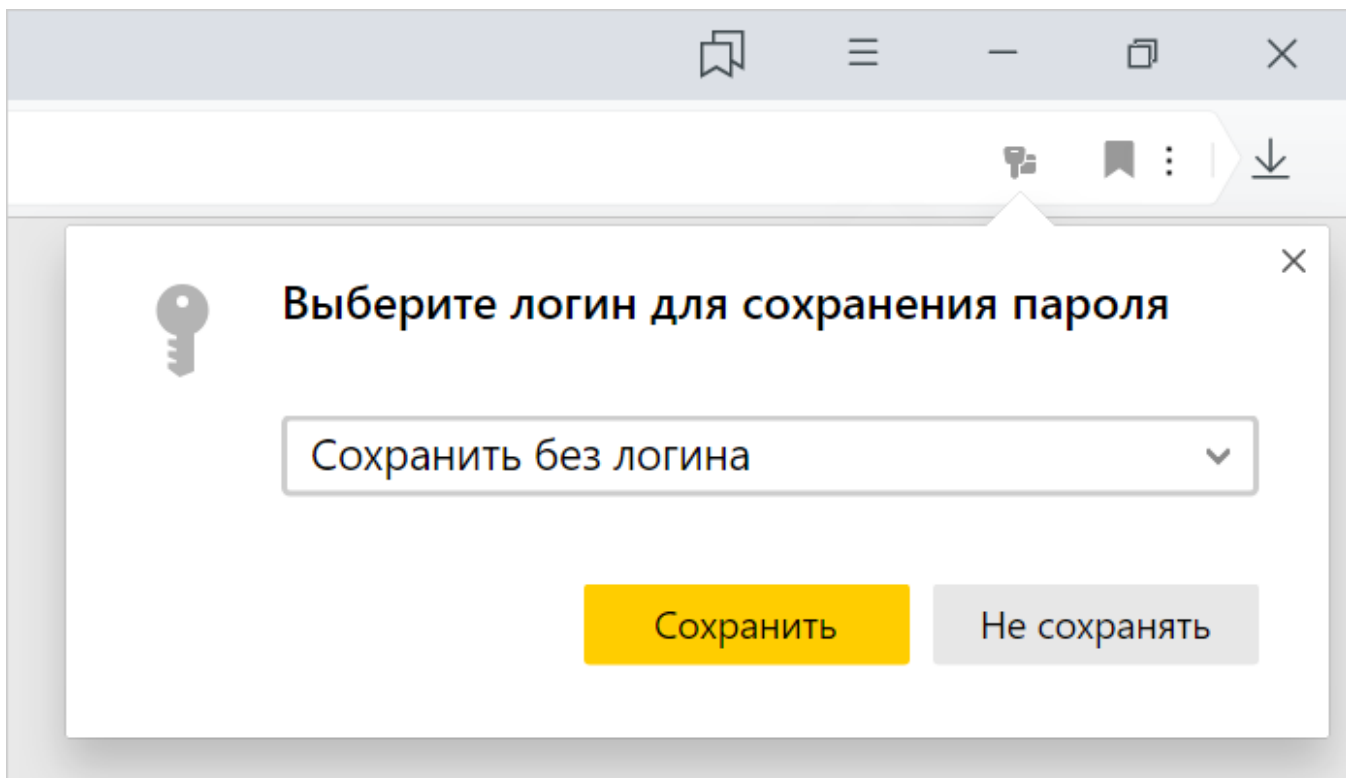 Выберите логин для сохранения пароля
Сохранить без логина
Сохранить
Не сохранять